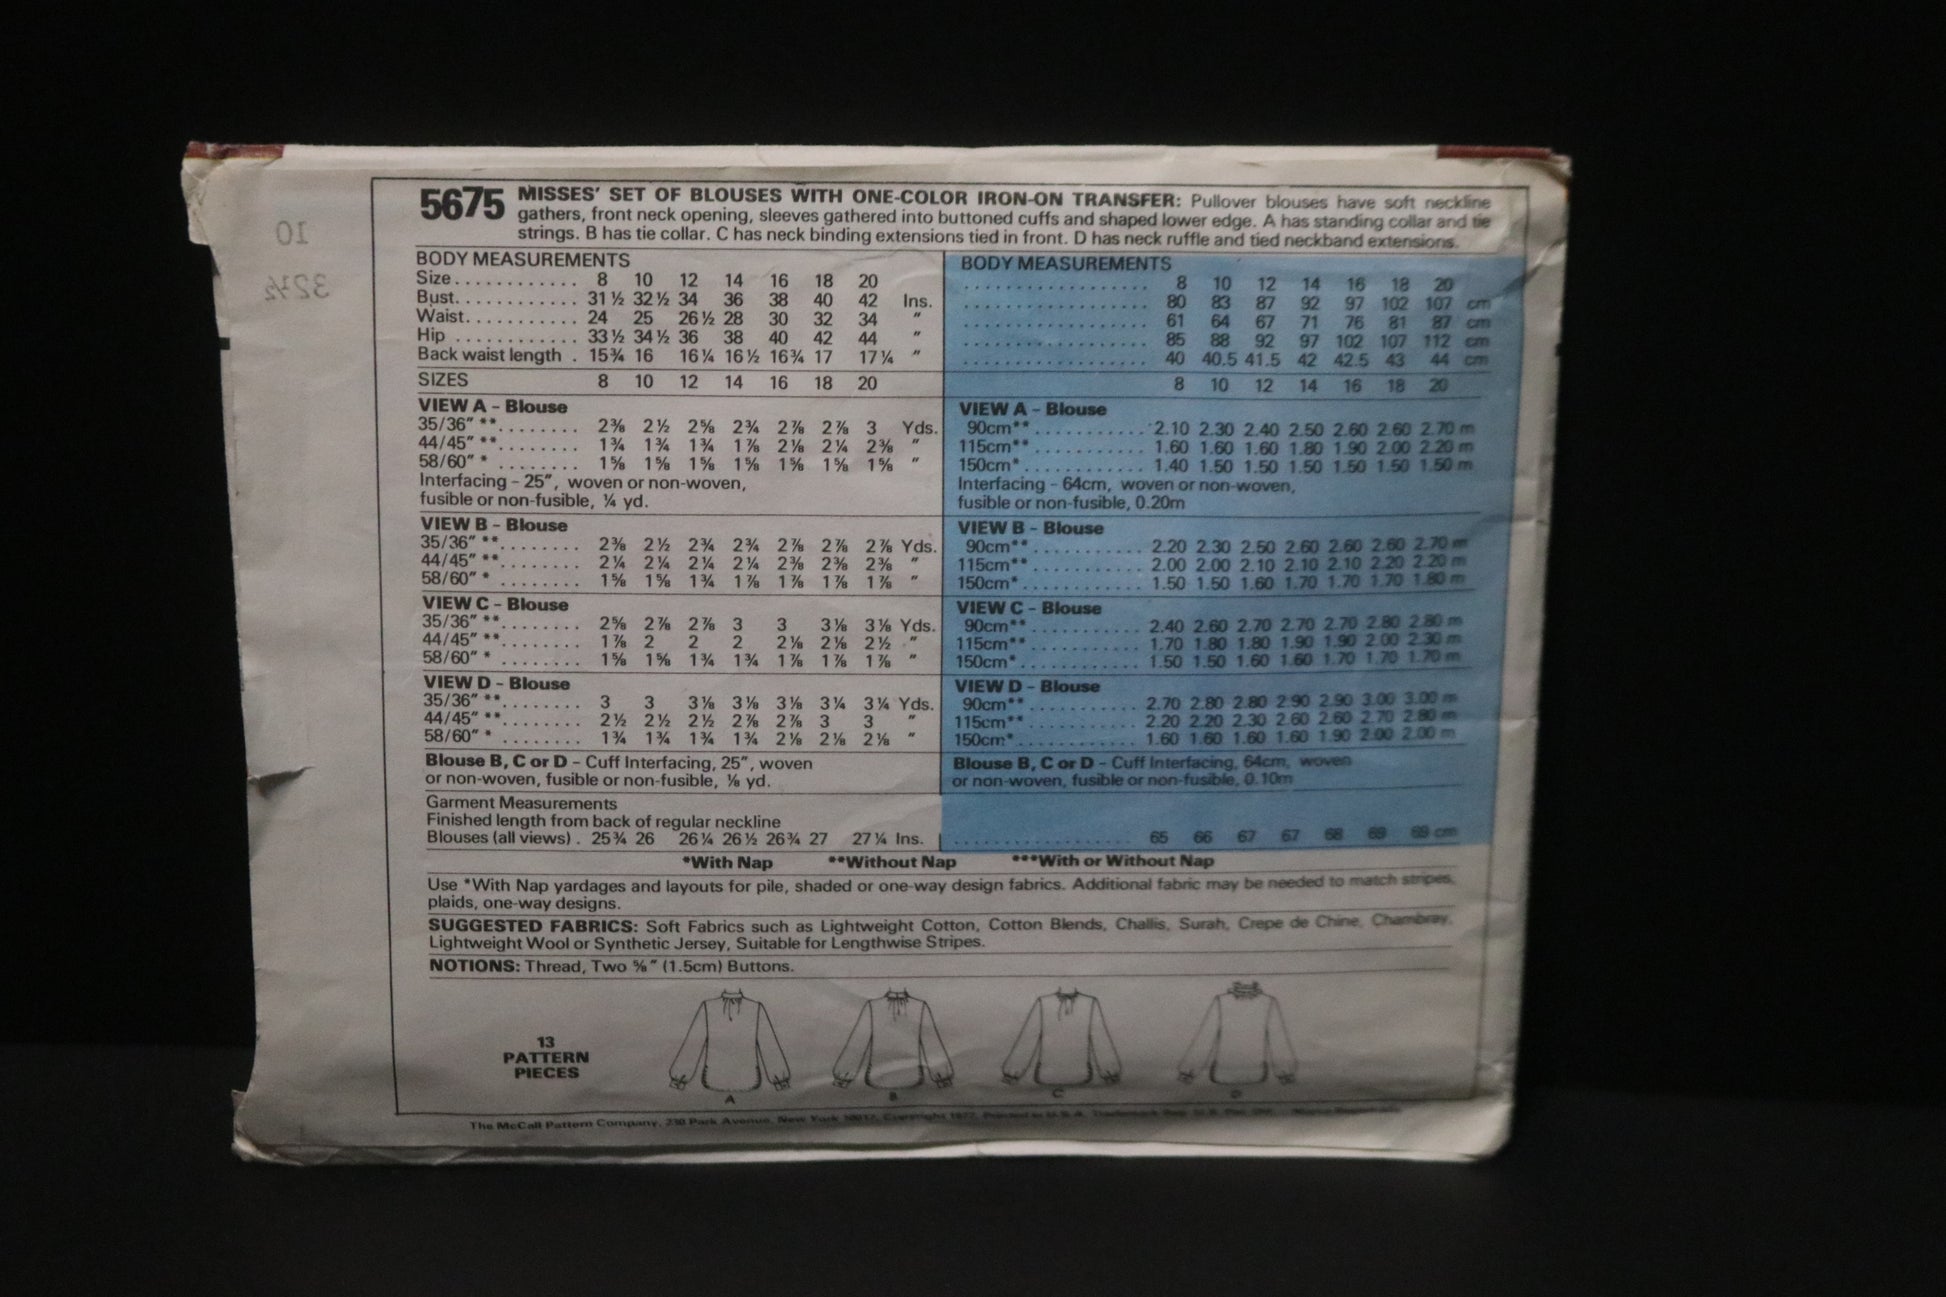 5675 MISSES' SET OF BLOUSES WITH ONE-COLOR IRON-ON TRANSFER: Pullover blouses have soft neckline
gathers, front neck opening, sleeves gathered into buttoned cuffs and shaped lower edge. A has standing collar and tie
strings. B has tie collar. C has neck binding extensions tied in front. D has neck ruffle and tied neckband extensions.
10
32½
BODY MEASUREMENTS
Size............ 8 10 12 14 16 18 20
Bust............ 31½ 32½ 34 36 38 40 42 Ins.
Waist........... 24 25 26½ 28 30 32 34 "
Hip ............ 33½ 34½ 36 38 40 42 44 "
Back waist length . 15¾ 16 16¼ 16½ 16¾ 17 17¼ "
SIZES 8 10 12 14 16 18 20
VIEW A - Blouse
35/36" **........ 2⅜ 2½ 2⅝ 2¾ 2⅞ 2⅞ 3 Yds.
44/45" **........ 1¾ 1¾ 1¾ 1⅞ 2⅛ 2¼ 2⅜ "
58/60" * ........ 1⅝ 1⅝ 1⅝ 1⅝ 1⅝ 1⅝ 1⅝ "
Interfacing - 25", woven or non-woven,
fusible or non-fusible, ¼ yd.
VIEW B - Blouse
35/36" **........ 2⅜ 2½ 2¾ 2¾ 2⅞ 2⅞ 2⅞ Yds.
44/45" **........ 2¼ 2¼ 2¼ 2¼ 2⅜ 2⅜ 2⅜ "
58/60" * ........ 1⅝ 1⅝ 1¾ 1⅞ 1⅞ 1⅞ 1⅞ "
VIEW C - Blouse
35/36" **........ 2⅝ 2⅞ 2⅞ 3 3 3⅛ 3⅛ Yds.
44/45" **........ 1⅞ 2 2 2 2⅛ 2⅛ 2½ "
58/60" * ........ 1⅝ 1⅝ 1¾ 1¾ 1⅞ 1⅞ 1⅞ "
VIEW D - Blouse
35/36" **........ 3 3 3⅛ 3⅛ 3⅛ 3¼ 3¼ Yds.
44/45" **........ 2½ 2½ 2½ 2⅞ 2⅞ 3 3 "
58/60" * ........ 1¾ 1¾ 1¾ 1¾ 2⅛ 2⅛ 2⅛ "
Blouse B, C or D - Cuff Interfacing, 25", woven
or non-woven, fusible or non-fusible, ⅛ yd.
Garment Measurements
Finished length from back of regular neckline
Blouses (all views) . 25¾ 26 26¼ 26½ 26¾ 27 27¼ Ins.
BODY MEASUREMENTS
.................. 8 10 12 14 16 18 20
.................. 80 83 87 92 97 102 107 cm
.................. 61 64 67 71 76 81 87 cm
.................. 85 88 92 97 102 107 112 cm
.................. 40 40.5 41.5 42 42.5 43 44 cm
8 10 12 14 16 18 20
VIEW A - Blouse
90cm**........... 2.10 2.30 2.40 2.50 2.60 2.60 2.70 m
115cm**........... 1.60 1.60 1.60 1.80 1.90 2.00 2.20 m
150cm*............ 1.40 1.50 1.50 1.50 1.50 1.50 1.50 m
Interfacing - 64cm, woven or non-woven,
fusible or non-fusible, 0.20m
VIEW B - Blouse
90cm**........... 2.20 2.30 2.50 2.60 2.60 2.60 2.70 m
115cm**........... 2.00 2.00 2.10 2.10 2.10 2.20 2.20 m
150cm*............ 1.50 1.50 1.60 1.70 1.70 1.70 1.80 m
VIEW C - Blouse
90cm**........... 2.40 2.60 2.70 2.70 2.70 2.80 2.80 m
115cm**........... 1.70 1.80 1.80 1.90 1.90 2.00 2.30 m
150cm*............ 1.50 1.50 1.60 1.60 1.70 1.70 1.70 m
VIEW D - Blouse
90cm**........... 2.70 2.80 2.80 2.90 2.90 3.00 3.00 m
115cm**........... 2.20 2.20 2.30 2.60 2.60 2.70 2.80 m
150cm*............ 1.60 1.60 1.60 1.60 1.90 2.00 2.00 m
Blouse B, C or D - Cuff Interfacing, 64cm, woven
or non-woven, fusible or non-fusible, 0.10m
.................. 65 66 67 67 68 69 69 cm
*With Nap **Without Nap ***With or Without Nap
Use *With Nap yardages and layouts for pile, shaded or one-way design fabrics. Additional fabric may be needed to match stripes,
plaids, one-way designs.
SUGGESTED FABRICS: Soft Fabrics such as Lightweight Cotton, Cotton Blends, Challis, Surah, Crepe de Chine, Chambray,
Lightweight Wool or Synthetic Jersey, Suitable for Lengthwise Stripes.
NOTIONS: Thread, Two ⅝" (1.5cm) Buttons.
13
PATTERN
PIECES
A B C D
The McCall Pattern Company, 230 Park Avenue, New York 10017, Copyright 1977, Printed in U.S.A.